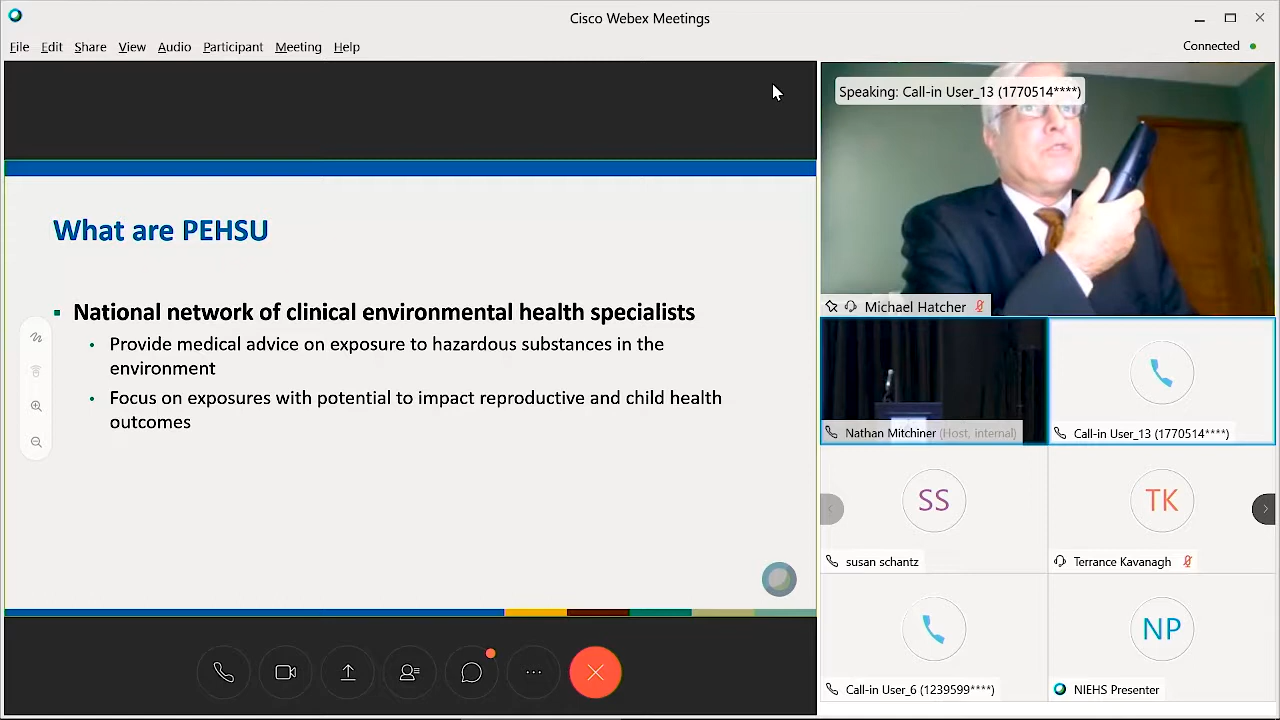 Cisco Webex Meetings
File Edit Share View Audio Participant Meeting Help
Connected
What are PEHSU
National network of clinical environmental health specialists
Provide medical advice on exposure to hazardous substances in the
environment
Focus on exposures with potential to impact reproductive and child health
outcomes
Speaking: Call-in User_13 (1770514****)
Michael Hatcher
Nathan Mitchiner (Host, internal)
Call-in User_13 (1770514****)
SS
susan schantz
TK
Terrance Kavanagh
Call-in User_6 (1239599****)
NP
NIEHS Presenter